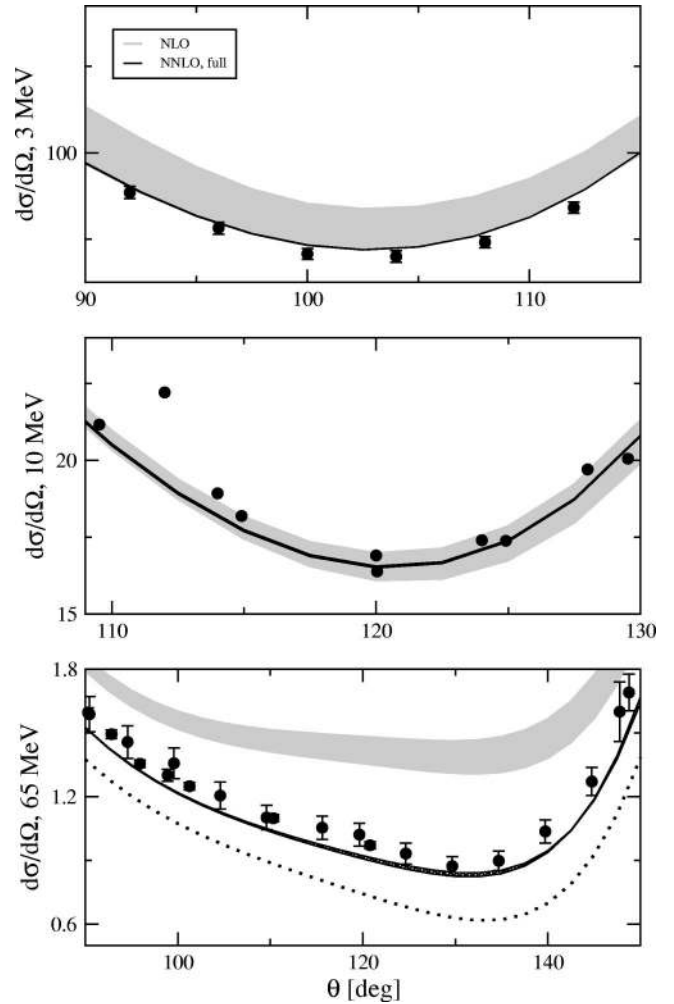 NLO
NNLO, full
dσ/dΩ, 3 MeV
100
90
100
110
dσ/dΩ, 10 MeV
20
15
110
120
130
dσ/dΩ, 65 MeV
1.8
1.2
0.6
100
120
140
θ [deg]